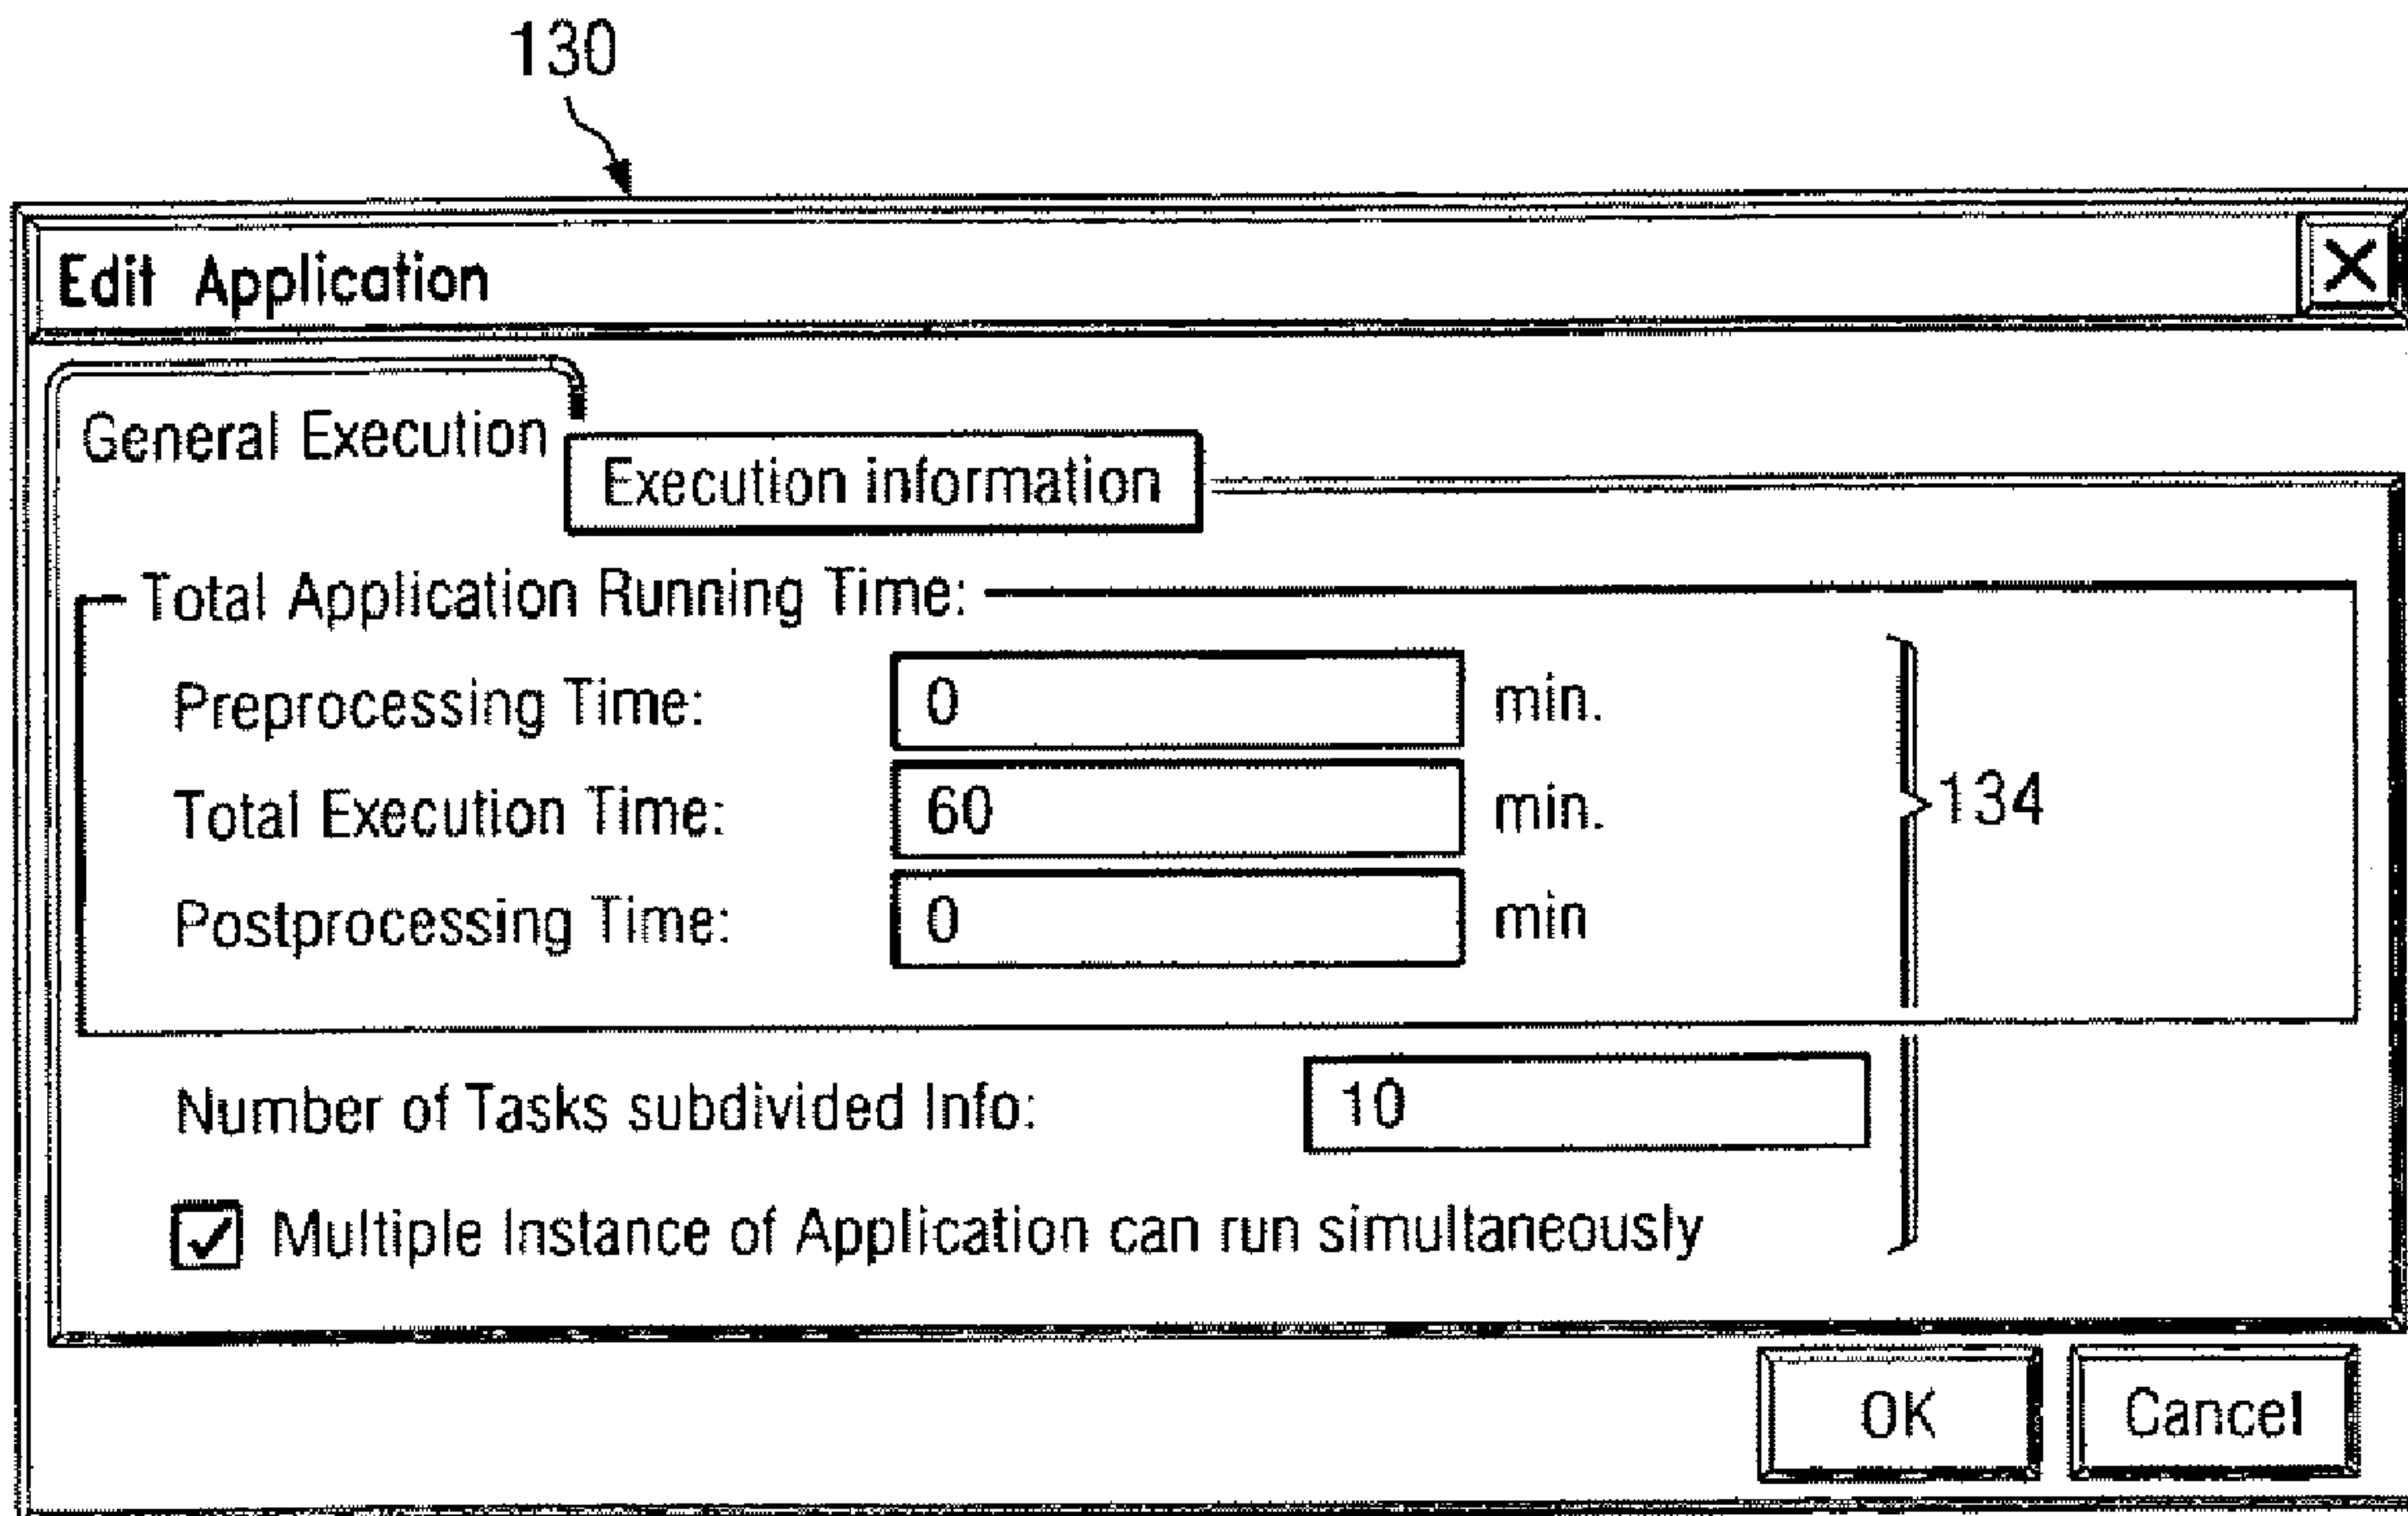 130
Edit Application
General Execution
Execution information
Total Application Running Time:
Preprocessing Time: 0 min.
Total Execution Time: 60 min.
134
Postprocessing Time: 0 min
Number of Tasks subdivided Info: 10
Multiple Instance of Application can run simultaneously
OK Cancel